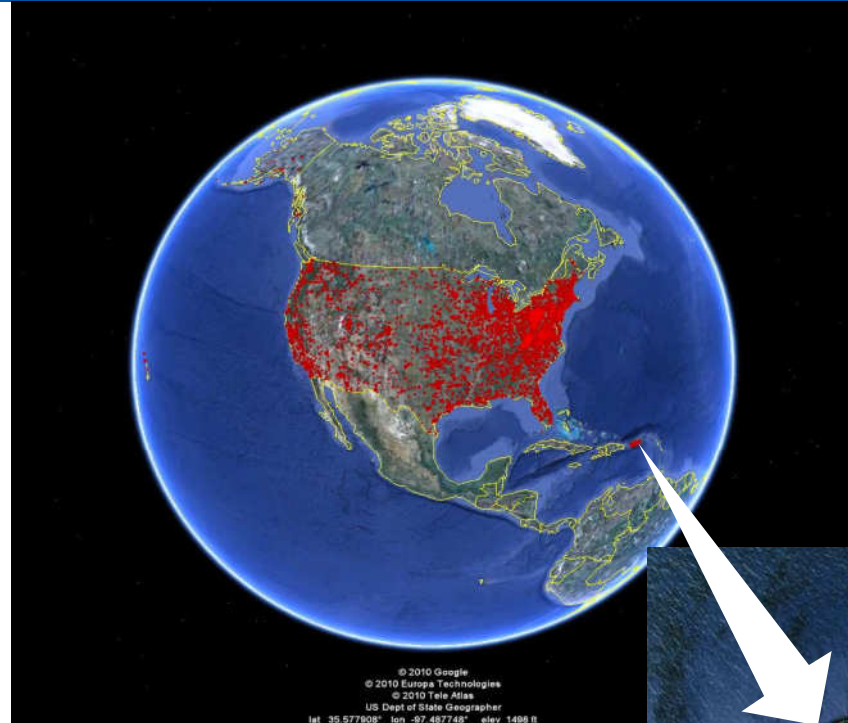 © 2010 Google
© 2010 Europa Technologies
© 2010 Tele Atlas
US Dept of State Geographer
lat 35.577908° lon -97.487748° elev 1498 ft